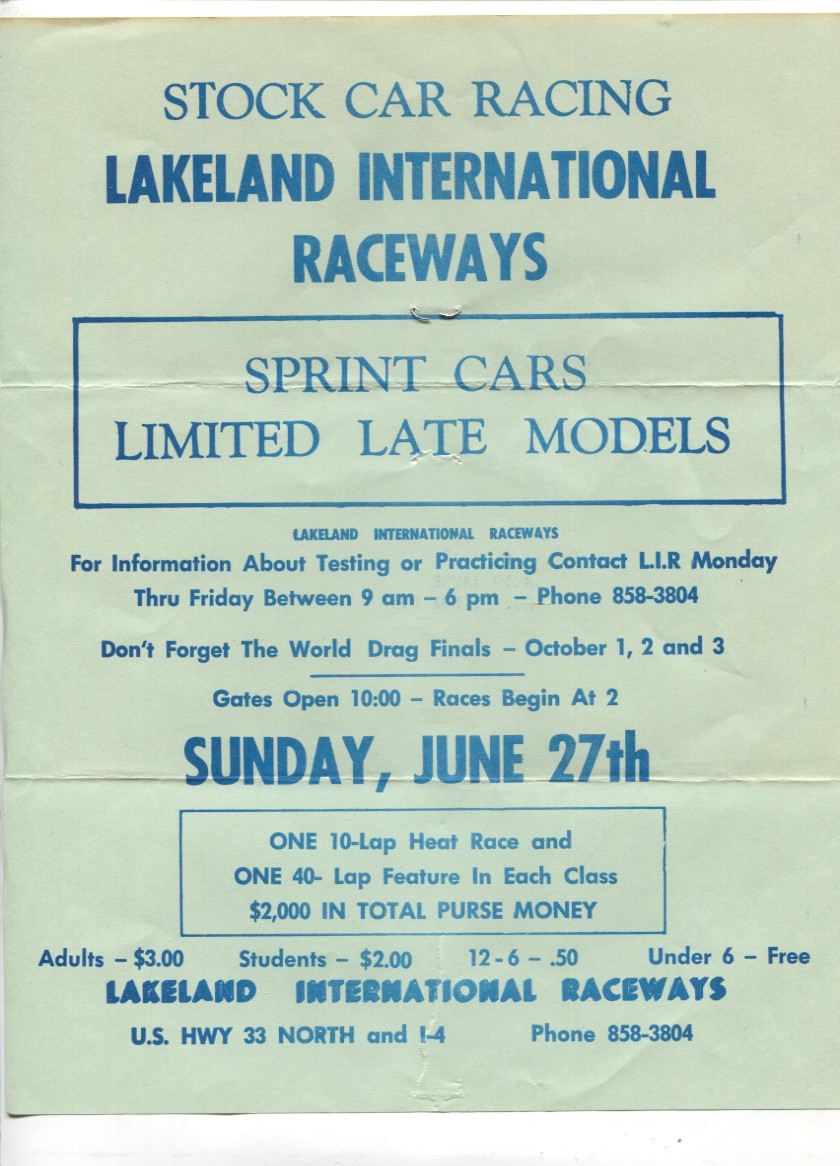 STOCK CAR RACING
LAKELAND INTERNATIONAL
RACEWAYS
SPRINT CARS
LIMITED LATE MODELS
LAKELAND INTERNATIONAL RACEWAYS
For Information About Testing or Practicing Contact L.I.R Monday
Thru Friday Between 9 am – 6 pm – Phone 858-3804
Don't Forget The World Drag Finals – October 1, 2 and 3
Gates Open 10:00 – Races Begin At 2
SUNDAY, JUNE 27th
ONE 10-Lap Heat Race and
ONE 40- Lap Feature In Each Class
$2,000 IN TOTAL PURSE MONEY
Adults – $3.00 Students – $2.00 12-6 – .50 Under 6 – Free
LAKELAND INTERNATIONAL RACEWAYS
U.S. HWY 33 NORTH and I-4 Phone 858-3804